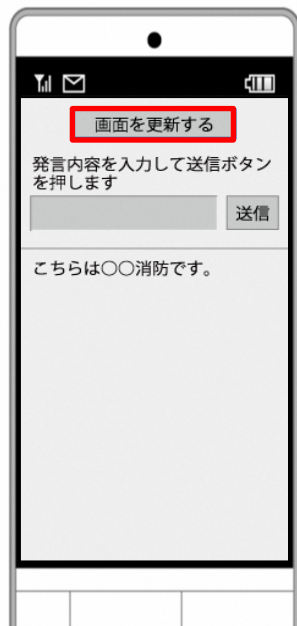 画面を更新する
発言内容を入力して送信ボタン
を押します
送信
こちらは〇〇消防です。